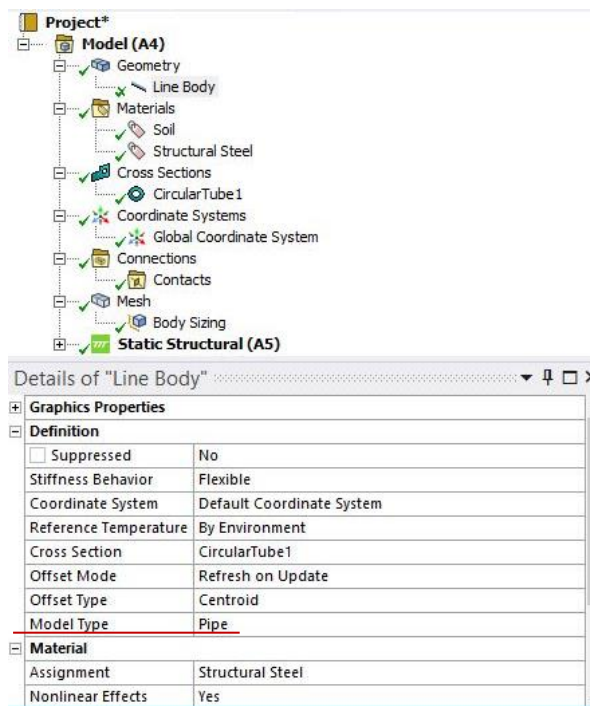 Project*
Model (A4)
Geometry
Line Body
Materials
Soil
Structural Steel
Cross Sections
CircularTube1
Coordinate Systems
Global Coordinate System
Connections
Contacts
Mesh
Body Sizing
Static Structural (A5)
Details of "Line Body"
Graphics Properties
Definition
Suppressed No
Stiffness Behavior Flexible
Coordinate System Default Coordinate System
Reference Temperature By Environment
Cross Section CircularTube1
Offset Mode Refresh on Update
Offset Type Centroid
Model Type Pipe
Material
Assignment Structural Steel
Nonlinear Effects Yes